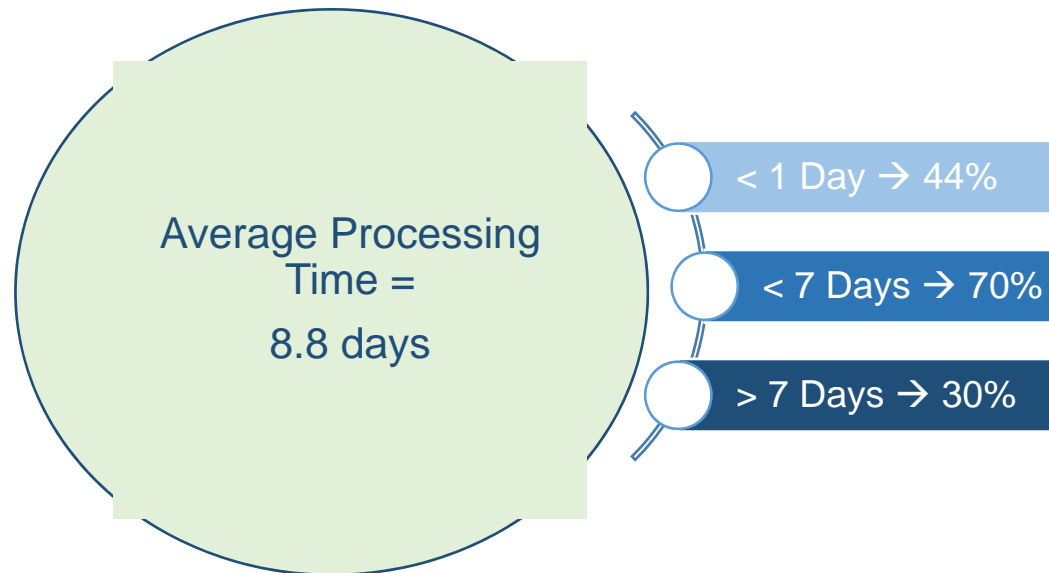 Average Processing
Time =
8.8 days
< 1 Day → 44%
< 7 Days → 70%
> 7 Days → 30%